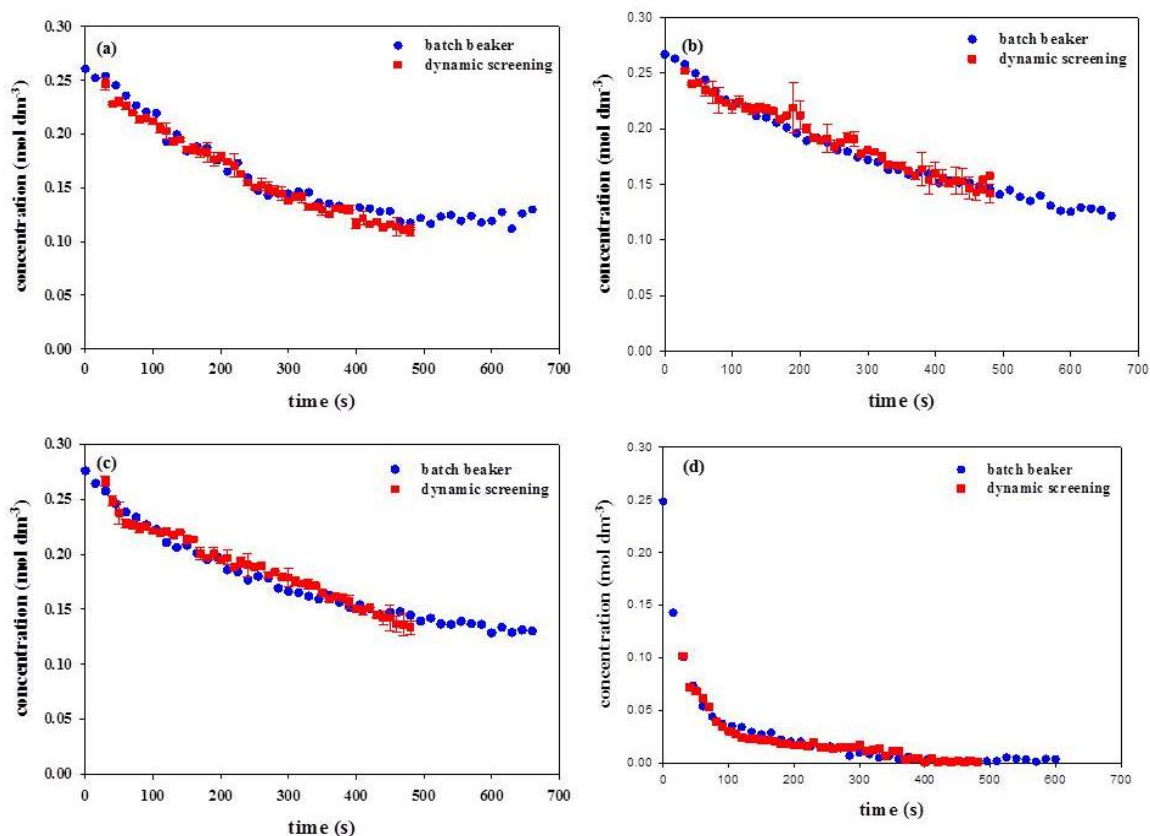 (a)
batch beaker
dynamic screening
concentration (mol dm-3)
0.30
0.25
0.20
0.15
0.10
0.05
0.00
0 100 200 300 400 500 600 700
time (s)
(b)
batch beaker
dynamic screening
concentration (mol dm-3)
0.30
0.25
0.20
0.15
0.10
0.05
0.00
0 100 200 300 400 500 600 700
time (s)
(c)
batch beaker
dynamic screening
concentration (mol dm-3)
0.30
0.25
0.20
0.15
0.10
0.05
0.00
0 100 200 300 400 500 600 700
time (s)
(d)
batch beaker
dynamic screening
concentration (mol dm-3)
0.30
0.25
0.20
0.15
0.10
0.05
0.00
0 100 200 300 400 500 600 700
time (s)